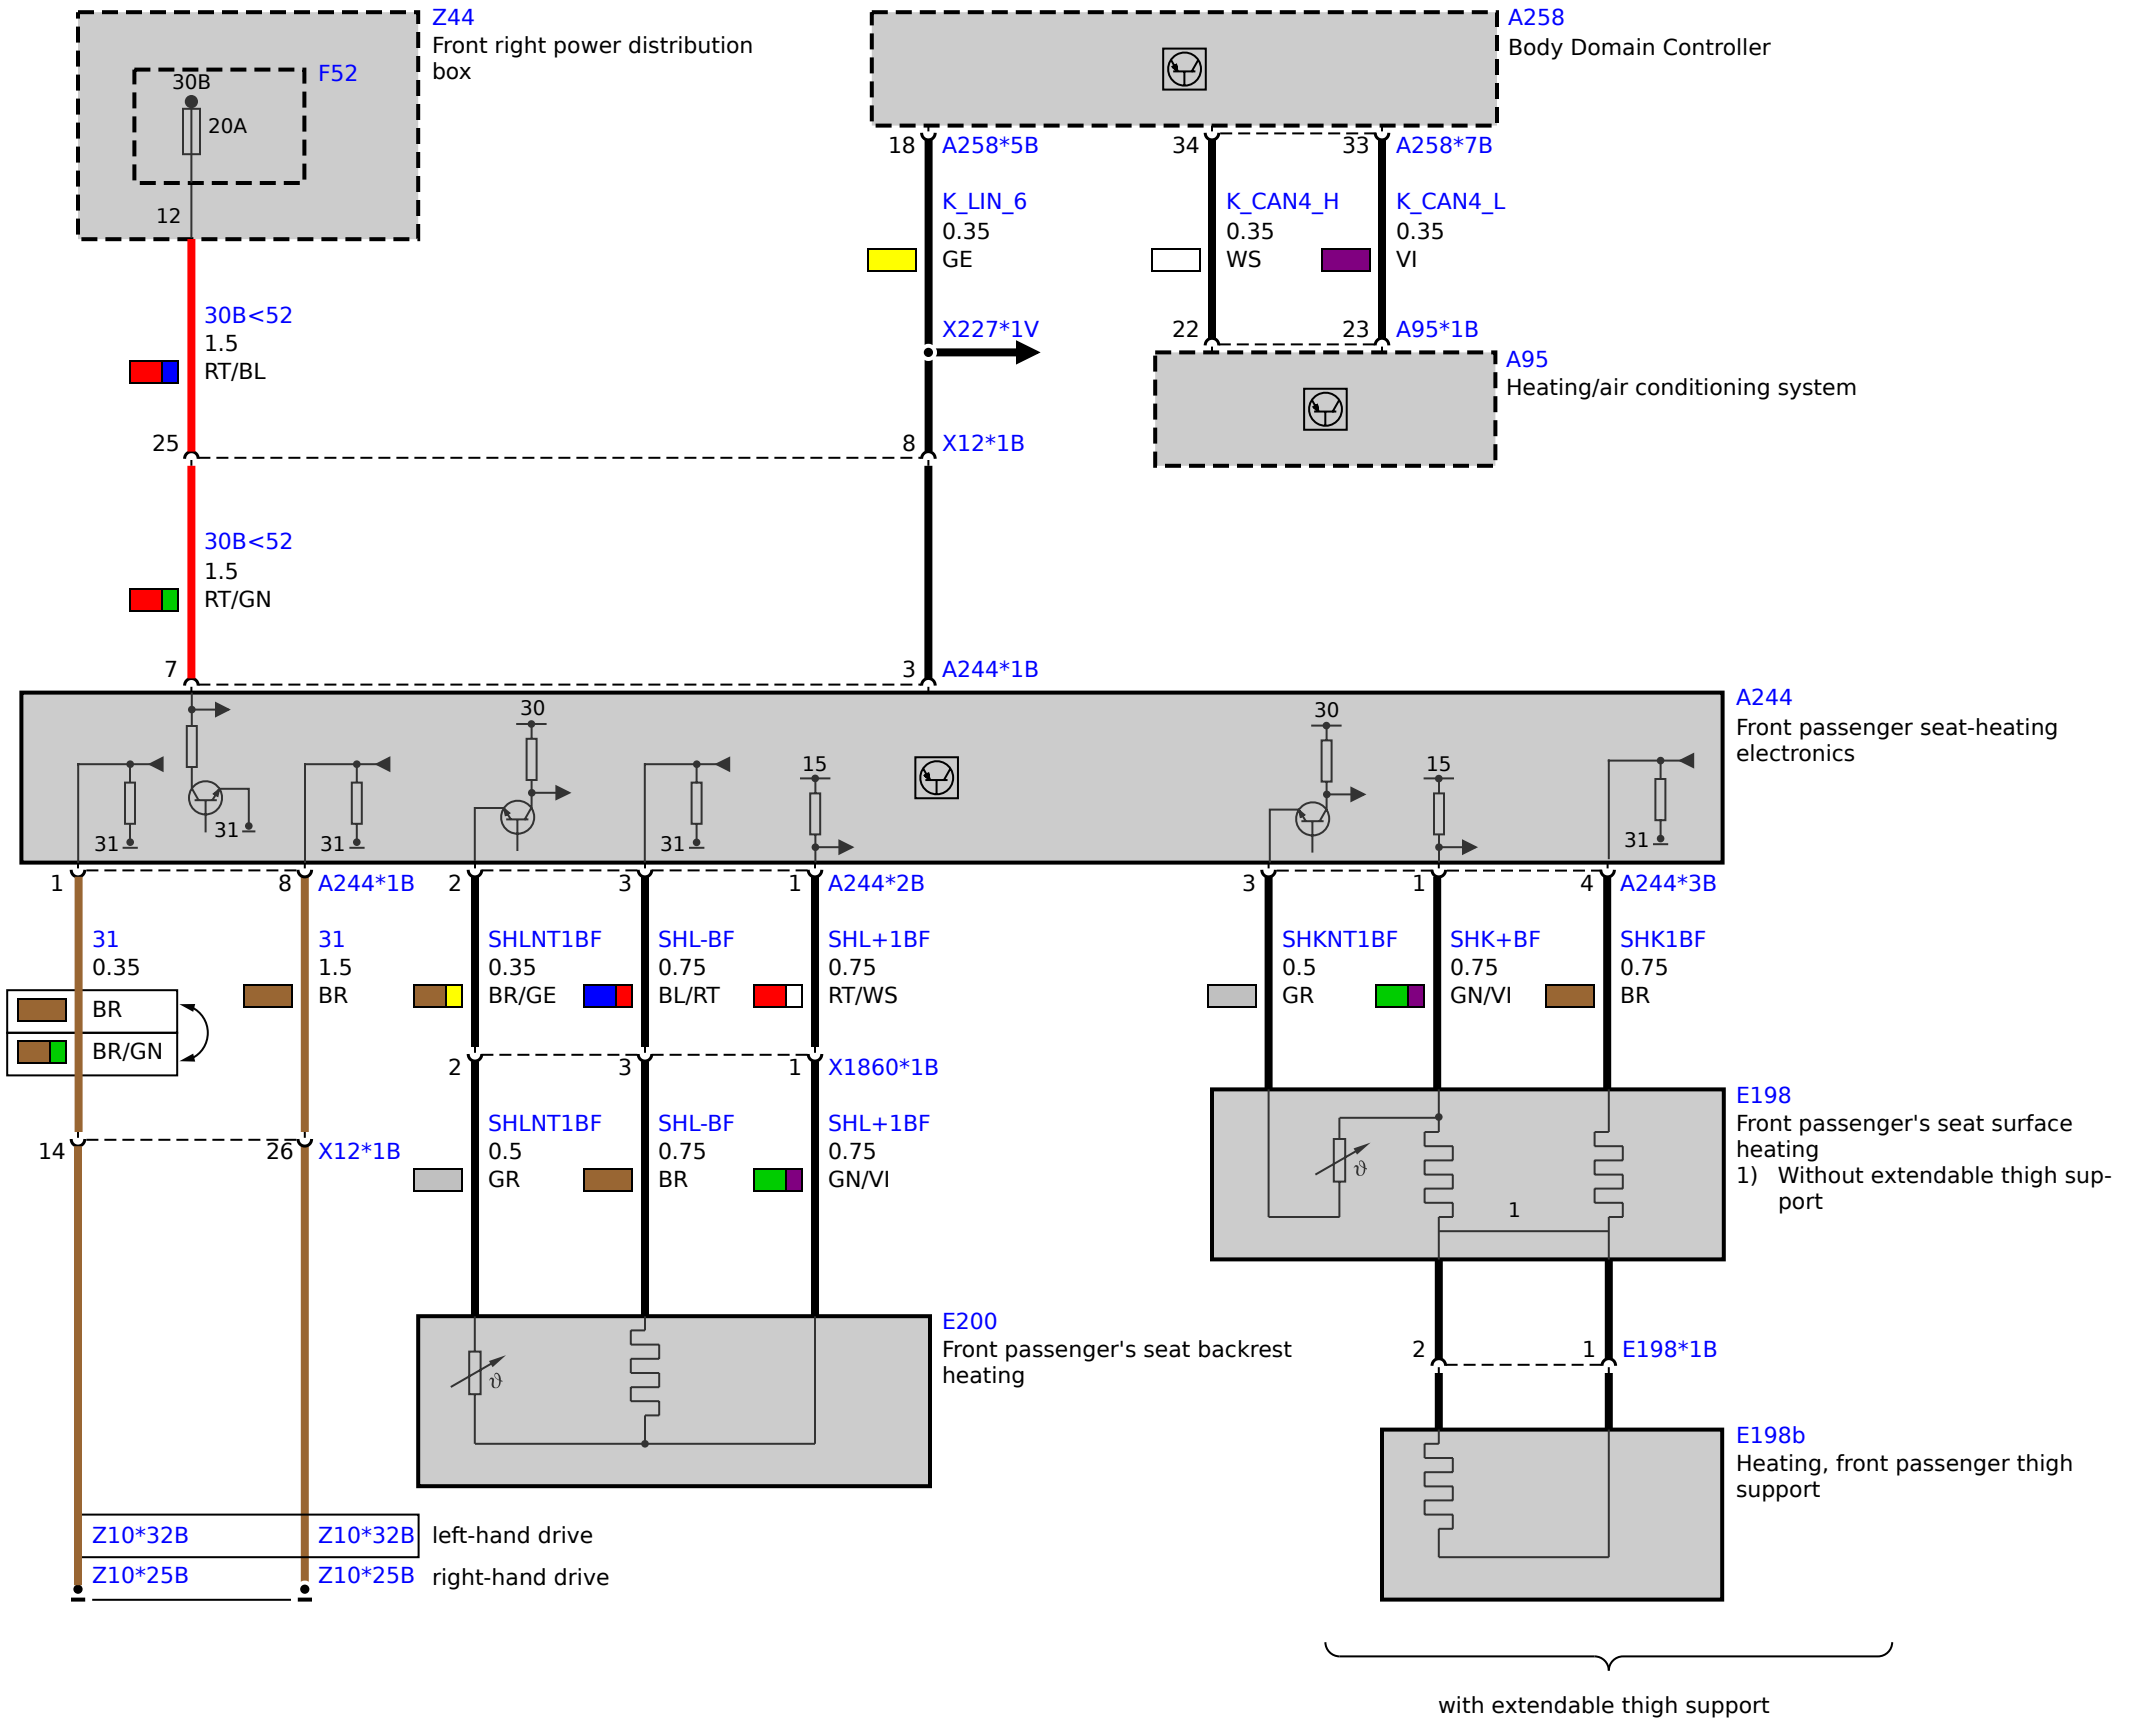 Z44
Front right power distribution
box
F52
30B
20A
12
A258
Body Domain Controller
18
A258*5B
34
33
A258*7B
K_LIN_6
0.35
GE
K_CAN4_H
0.35
WS
K_CAN4_L
0.35
VI
30B<52
1.5
RT/BL
X227*1V
22
23
A95*1B
A95
Heating/air conditioning system
25
8
X12*1B
30B<52
1.5
RT/GN
7
3
A244*1B
A244
Front passenger seat-heating
electronics
30
30
15
15
31
31
31
31
31
1
8
A244*1B
2
3
1
A244*2B
3
1
4
A244*3B
31
0.35
BR
BR/GN
31
1.5
BR
SHLNT1BF
0.35
BR/GE
SHL-BF
0.75
BL/RT
SHL+1BF
0.75
RT/WS
SHKNT1BF
0.5
GR
SHK+BF
0.75
GN/VI
SHK1BF
0.75
BR
2
3
1
X1860*1B
14
26
X12*1B
SHLNT1BF
0.5
GR
SHL-BF
0.75
BR
SHL+1BF
0.75
GN/VI
E198
Front passenger's seat surface
heating
1) Without extendable thigh sup-
port
ϑ
1
E200
Front passenger's seat backrest
heating
ϑ
2
1
E198*1B
E198b
Heating, front passenger thigh
support
Z10*32B
Z10*32B
left-hand drive
Z10*25B
Z10*25B
right-hand drive
with extendable thigh support